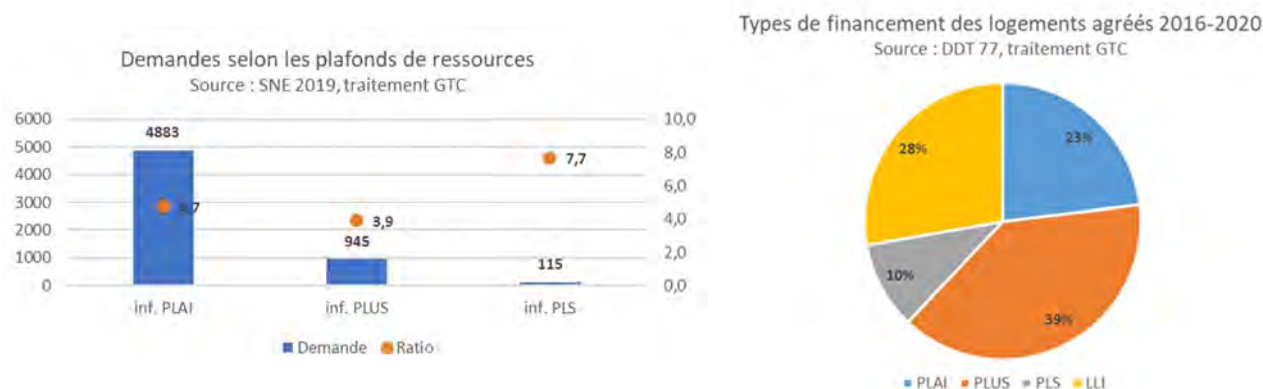 Demandes selon les plafonds de ressources
Source : SNE 2019, traitement GTC
6000
5000
4000
3000
2000
1000
0
10,0
8,0
6,0
4,0
2,0
0,0
4883
945
3,9
115
7,7
inf. PLAI
inf. PLUS
inf. PLS
Demande
Ratio
Types de financement des logements agréés 2016-2020
Source : DDT 77, traitement GTC
23%
39%
10%
28%
PLAI
PLUS
PLS
LLI